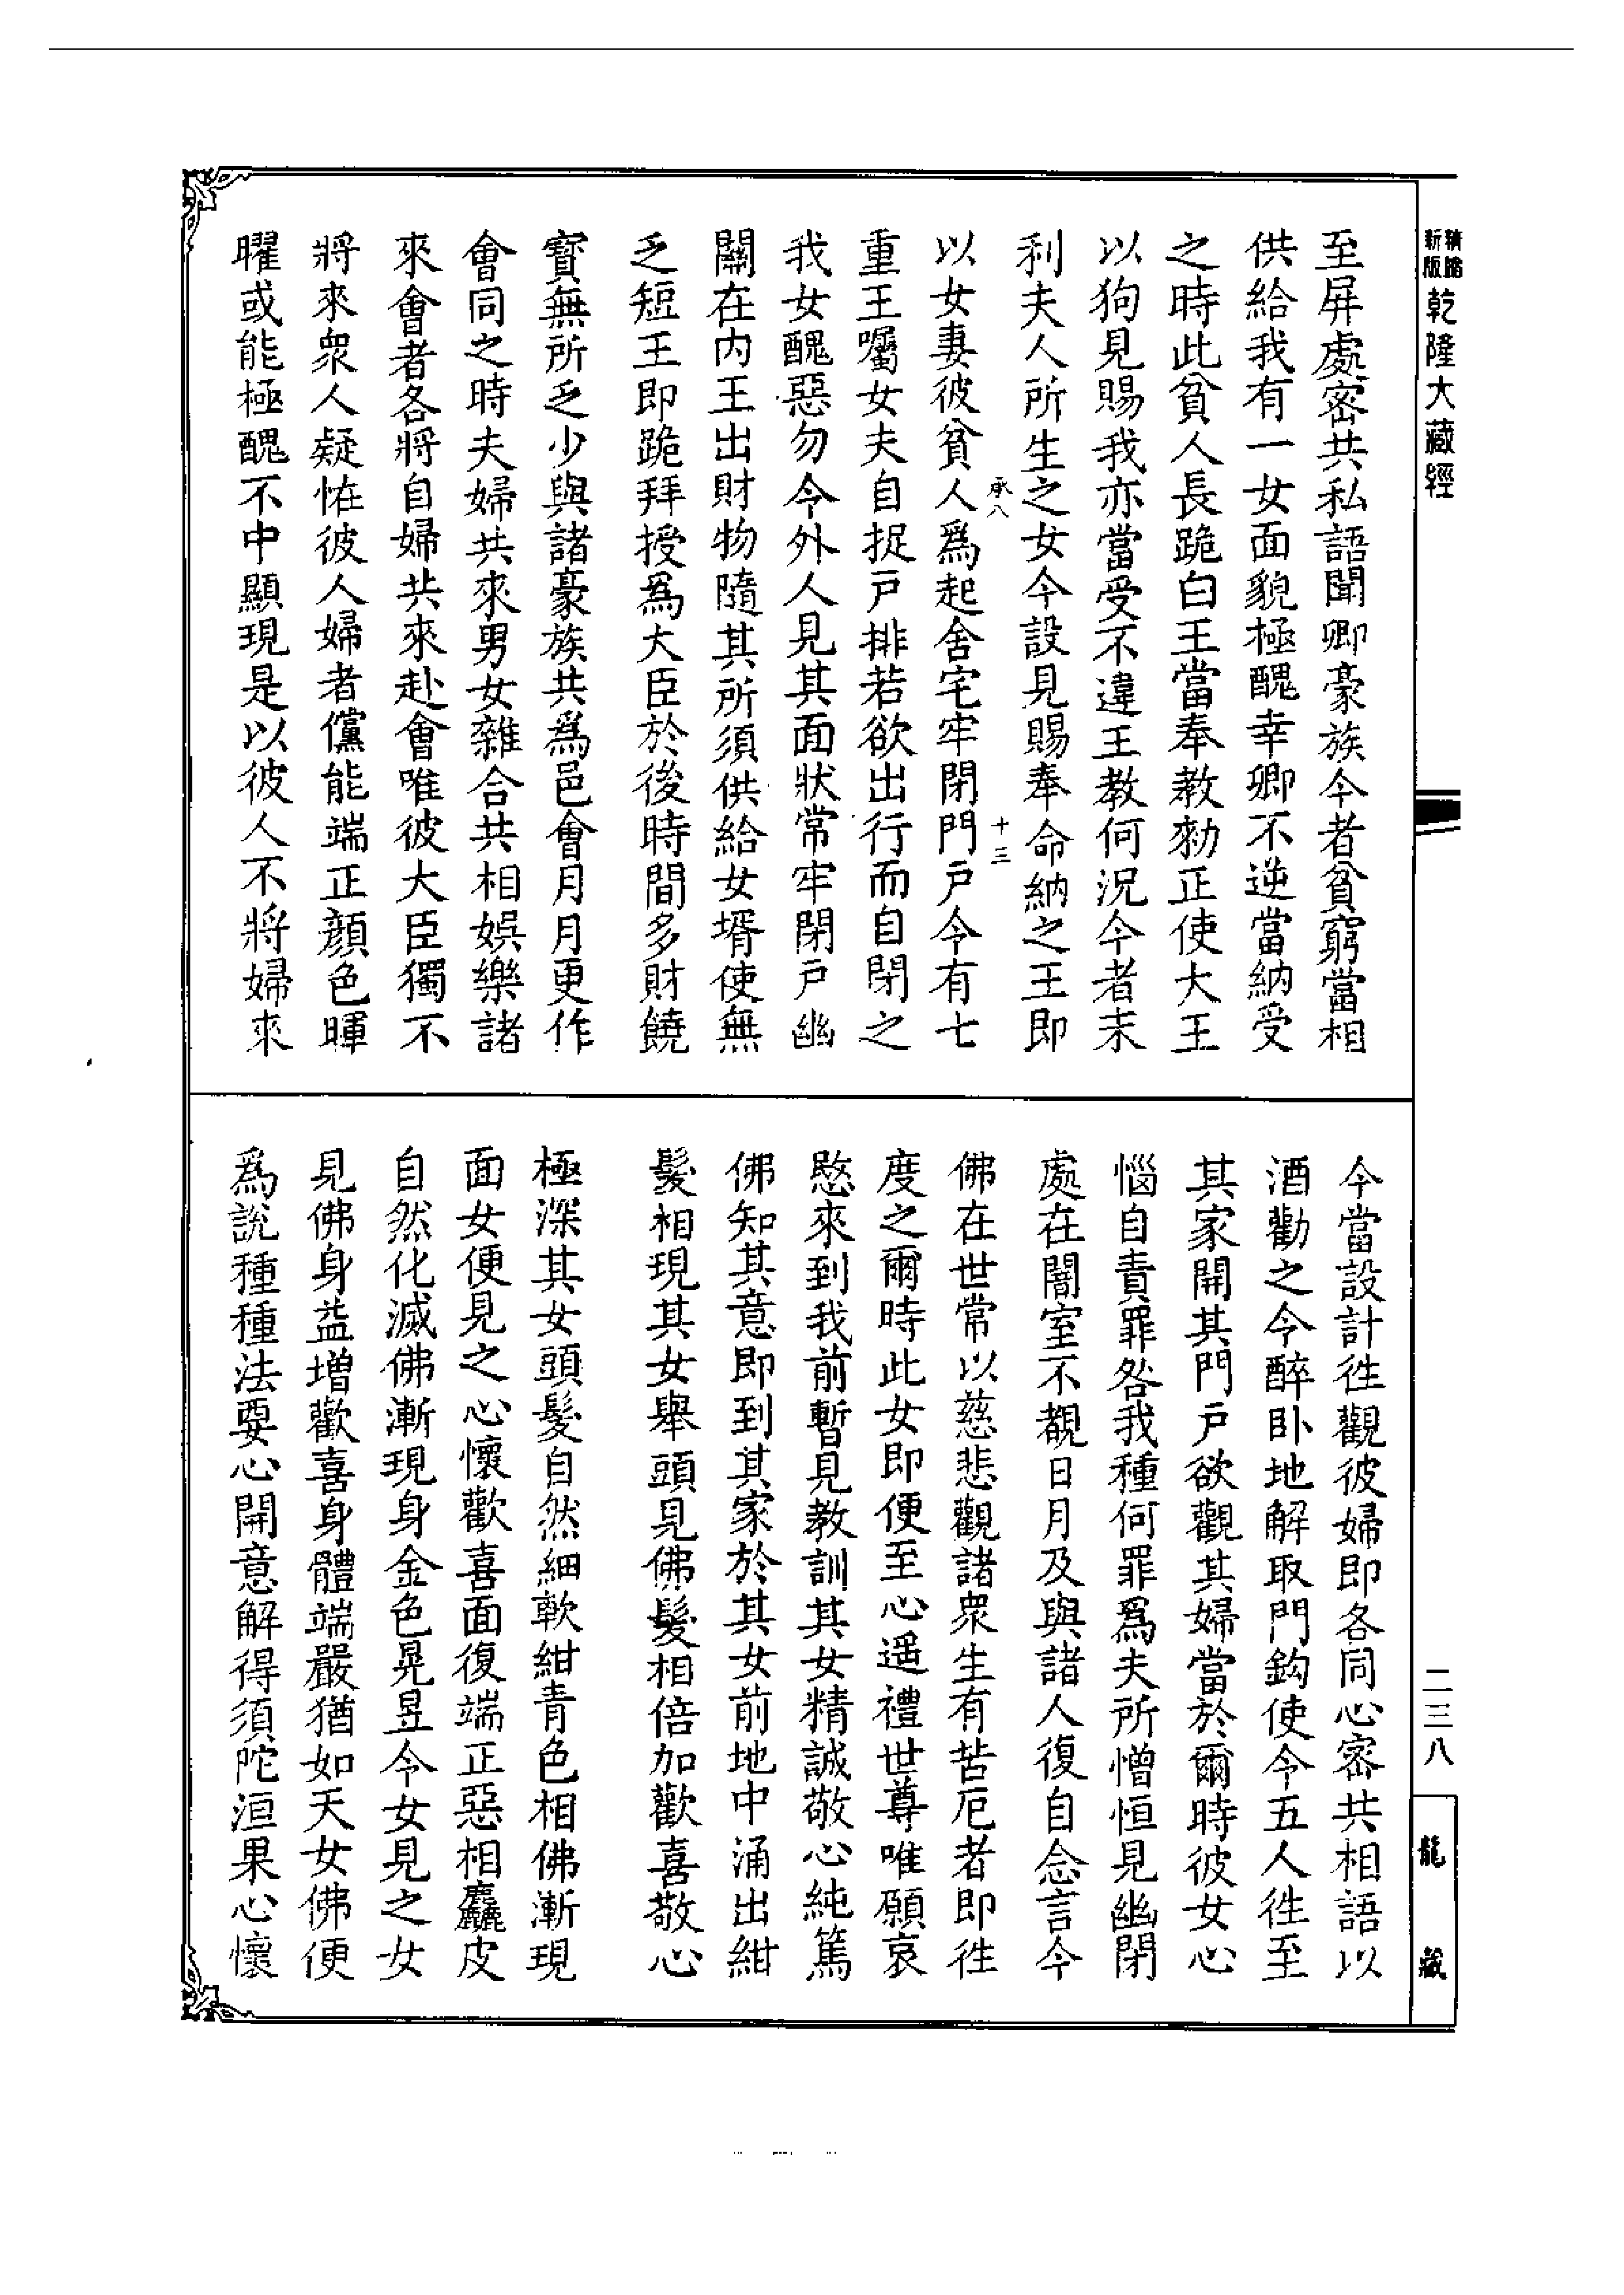 精縮新版乾隆大藏經
至屏處密共私語聞卿豪族今者貧窮當相
供給我有一女面貌極醜幸卿不逆當納受
之時此貧人長跪白王當奉教勑正使大王
以狗見賜我亦當受不違王教何況今者末
利夫人所生之女今設見賜奉命納之王即
承八
十三
以女妻彼貧人爲起舍宅牢閉門戸今有七
重王囑女夫自捉戸排若欲出行而自閉之
我女醜惡勿令外人見其面狀常牢閉戸幽
關在内王出財物隨其所須供給女壻使無
乏短王即跪拜授爲大臣於後時間多財饒
寳無所乏少與諸豪族共爲邑會月月更作
會同之時夫婦共來男女雜合共相娱樂諸
來會者各將自婦共來赴會唯彼大臣獨不
將來衆人疑恠彼人婦者儻能端正顔色暉
曜或能極醜不中顯現是以彼人不將婦來
今當設計徃觀彼婦即各同心密共相語以
酒勸之令醉卧地解取門鈎使令五人徃至
其家開其門戸欲觀其婦當於爾時彼女心
惱自責罪咎我種何罪爲夫所憎恒見幽閉
處在闇室不覩日月及與諸人復自念言今
佛在世常以慈悲觀諸衆生有苦厄者即徃
度之爾時此女即便至心遥禮世尊唯願哀
愍來到我前暫見教訓其女精誠敬心純篤
佛知其意即到其家於其女前地中涌出紺
髮相現其女舉頭見佛髮相倍加歡喜敬心
極深其女頭髮自然細軟紺青色相佛漸現
面女便見之心懷歡喜面復端正惡相麤皮
自然化滅佛漸現身金色晃昱令女見之女
見佛身益增歡喜身體端嚴猶如天女佛便
爲説種種法要心開意解得須陀洹果心懷
二三八
龍藏